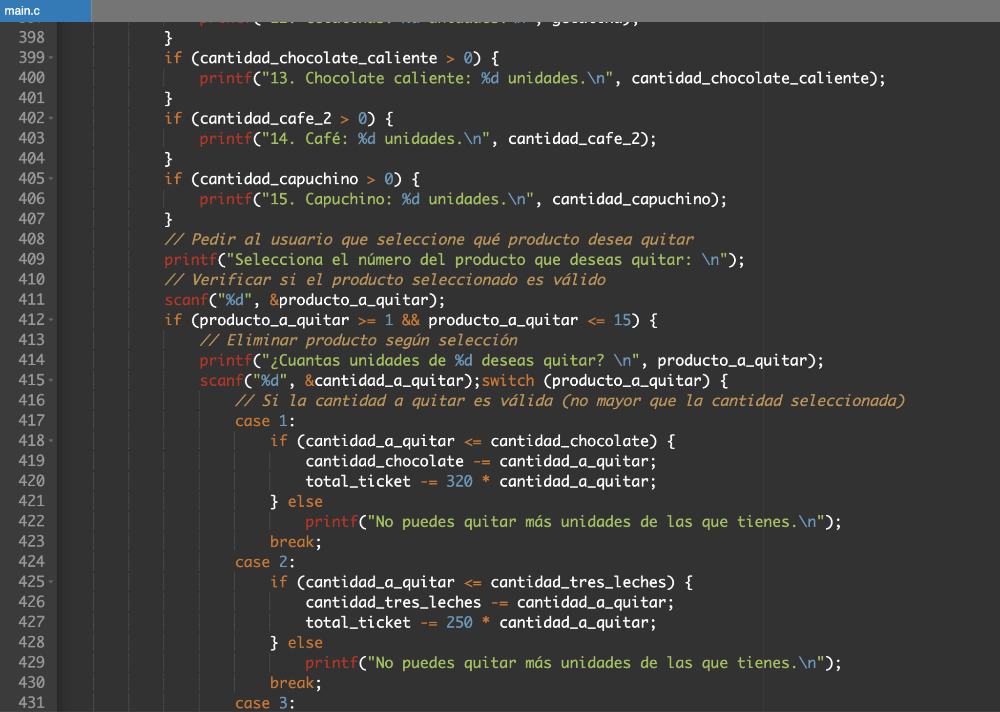 main.c
398 }
399 if (cantidad_chocolate_caliente > 0) {
400 printf("13. Chocolate caliente: %d unidades.\n", cantidad_chocolate_caliente);
401 }
402 if (cantidad_cafe_2 > 0) {
403 printf("14. Café: %d unidades.\n", cantidad_cafe_2);
404 }
405 if (cantidad_capuchino > 0) {
406 printf("15. Capuchino: %d unidades.\n", cantidad_capuchino);
407 }
408 // Pedir al usuario que seleccione qué producto desea quitar
409 printf("Selecciona el número del producto que deseas quitar: \n");
410 // Verificar si el producto seleccionado es válido
411 scanf("%d", &producto_a_quitar);
412 if (producto_a_quitar >= 1 && producto_a_quitar <= 15) {
413 // Eliminar producto según selección
414 printf("¿Cuantas unidades de %d deseas quitar? \n", producto_a_quitar);
415 scanf("%d", &cantidad_a_quitar);switch (producto_a_quitar) {
416 // Si la cantidad a quitar es válida (no mayor que la cantidad seleccionada)
417 case 1:
418 if (cantidad_a_quitar <= cantidad_chocolate) {
419 cantidad_chocolate -= cantidad_a_quitar;
420 total_ticket -= 320 * cantidad_a_quitar;
421 } else
422 printf("No puedes quitar más unidades de las que tienes.\n");
423 break;
424 case 2:
425 if (cantidad_a_quitar <= cantidad_tres_leches) {
426 cantidad_tres_leches -= cantidad_a_quitar;
427 total_ticket -= 250 * cantidad_a_quitar;
428 } else
429 printf("No puedes quitar más unidades de las que tienes.\n");
430 break;
431 case 3: